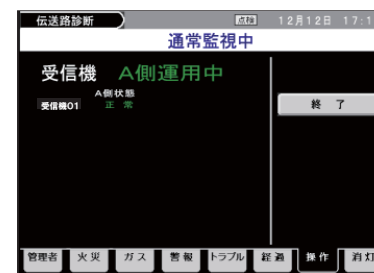 伝送路診断 点検 12月12日 17:1
通常監視中
受信機 A側運用中
A側状態
受信機01 正常
終了
管理者 火災 ガス 警報 トラブル 経過 操作 消灯